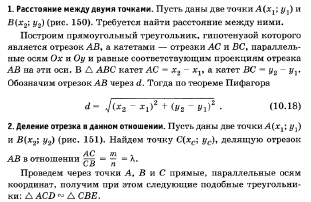 1. Расстояние между двумя точками. Пусть даны две точки A(x₁; y₁) и
B(x₂; y₂) (рис. 150). Требуется найти расстояние между ними.
Построим прямоугольный треугольник, гипотенузой которого
является отрезок AB, а катетами — отрезки AC и BC, параллель-
ные осям Ox и Oy и равные соответствующим проекциям отрезка
AB на эти оси. В △ ABC катет AC = x₂ − x₁, а катет BC = y₂ − y₁.
Обозначим отрезок AB через d. Тогда по теореме Пифагора
d = √((x₂ − x₁)² + (y₂ − y₁)²) . (10.18)
2. Деление отрезка в данном отношении. Пусть даны две точки A(x₁; y₁)
и B(x₂; y₂) (рис. 151). Найдем точку C(x_c; y_c), делящую отрезок
AB в отношении AC/CB = m/n = λ.
Проведем через точки A, B и C прямые, параллельные осям
координат, получим при этом следующие подобные треугольни-
ки: △ ACD ∼ △ CBE.